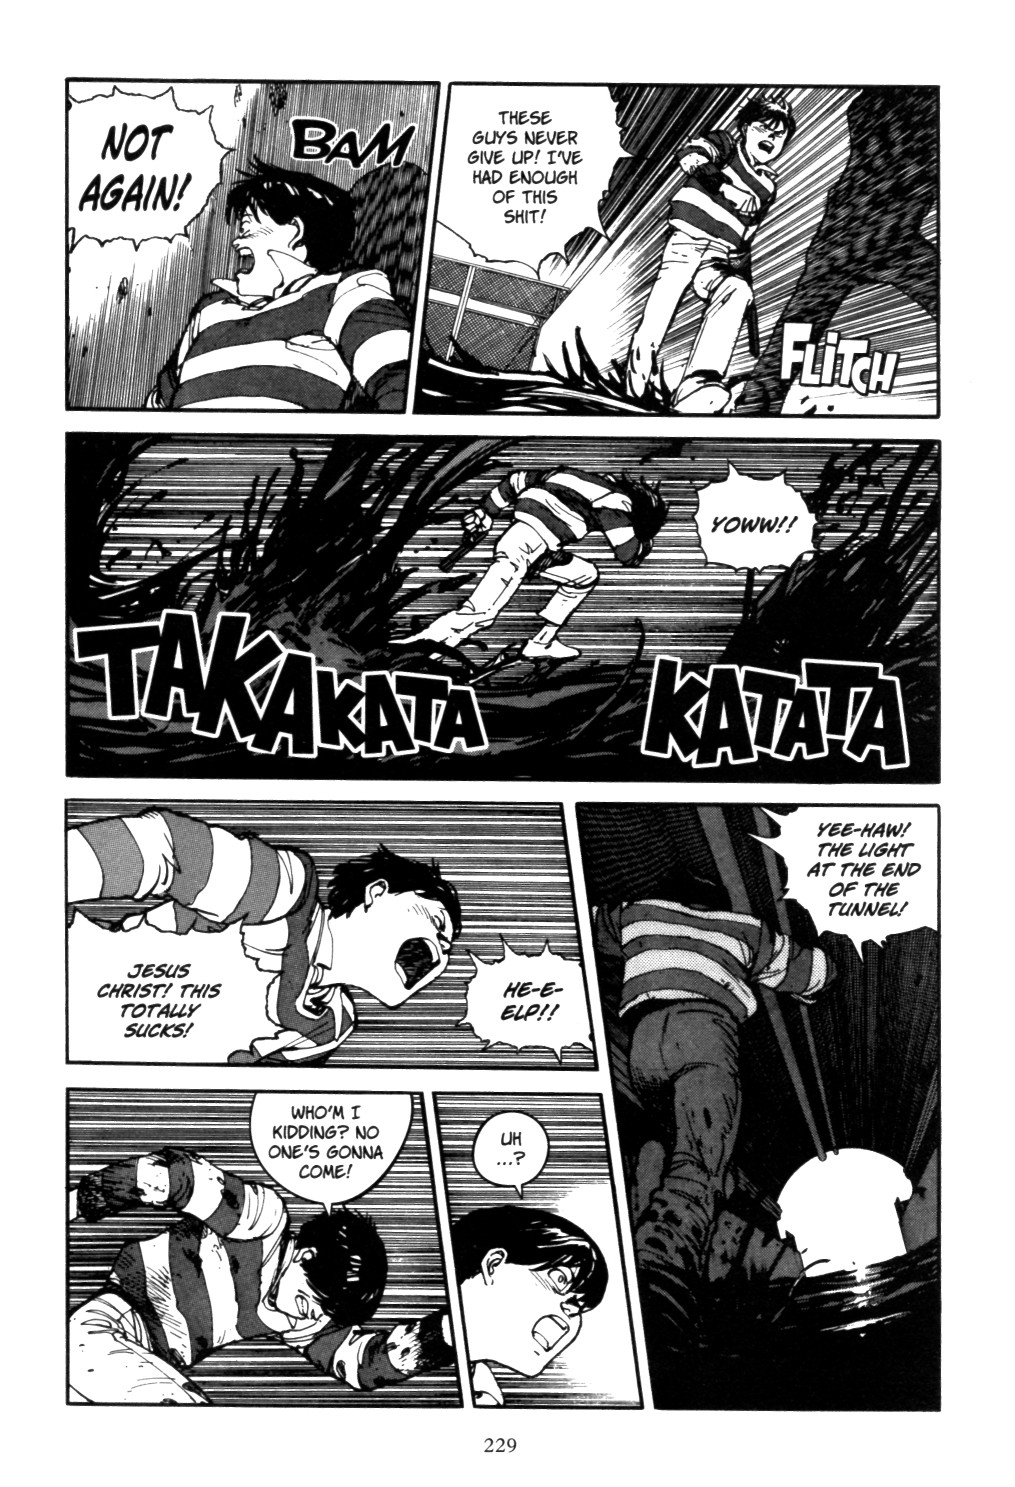 NOT
AGAIN!
BAM
THESE
GUYS NEVER
GIVE UP! I'VE
HAD ENOUGH
OF THIS
SHIT!
FLITCH
YOWW!!
TAKAKATA
KATATA
JESUS
CHRIST! THIS
TOTALLY
SUCKS!
HE-E-
ELP!!
WHO'M I
KIDDING? NO
ONE'S GONNA
COME!
UH
...?
YEE-HAW!
THE LIGHT
AT THE END
OF THE
TUNNEL!
229